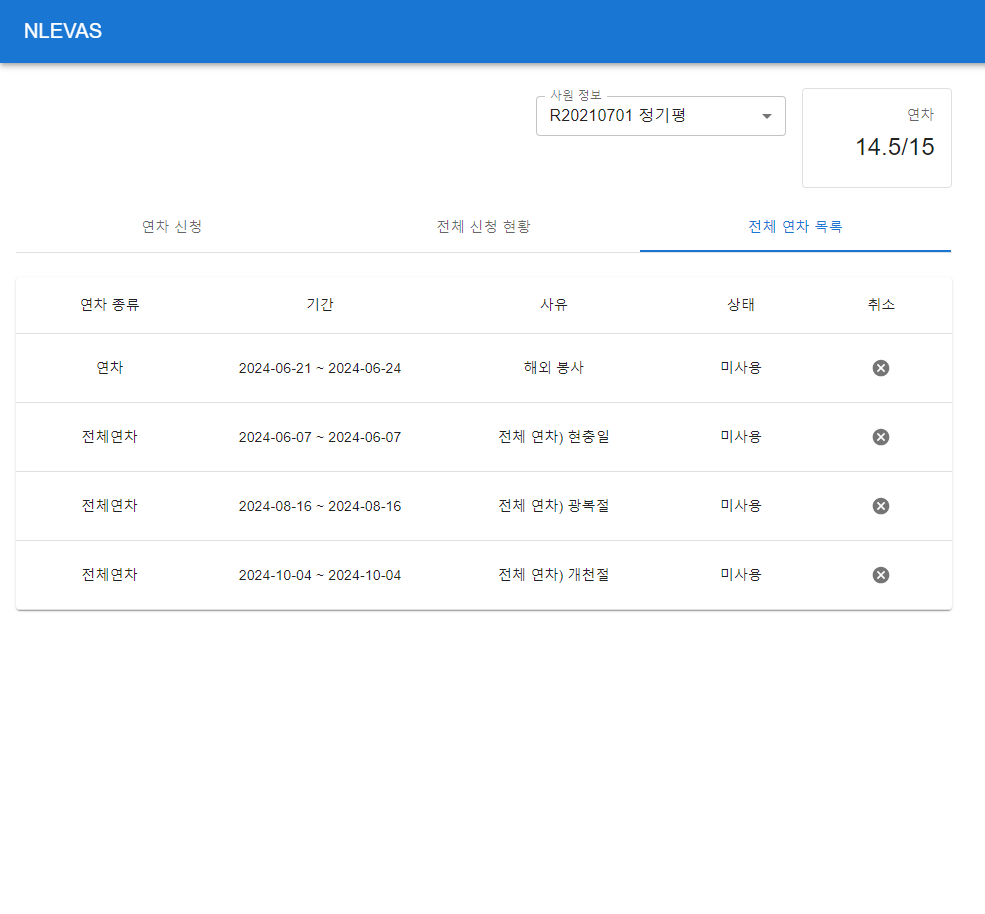 NLEVAS
사원 정보
R20210701 정기평
연차
14.5/15
연차 신청 전체 신청 현황 전체 연차 목록
연차 종류 기간 사유 상태 취소
연차 2024-06-21 ~ 2024-06-24 해외 봉사 미사용
전체연차 2024-06-07 ~ 2024-06-07 전체 연차) 현충일 미사용
전체연차 2024-08-16 ~ 2024-08-16 전체 연차) 광복절 미사용
전체연차 2024-10-04 ~ 2024-10-04 전체 연차) 개천절 미사용